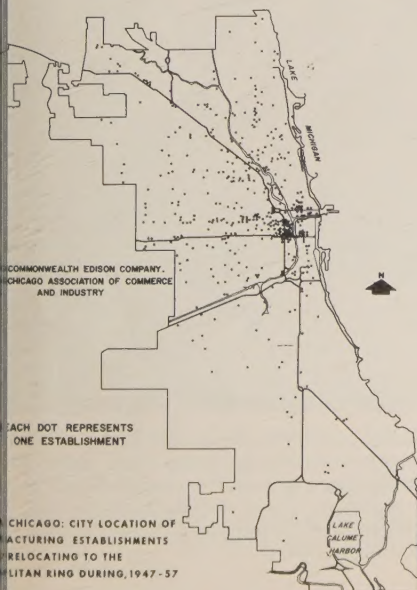 LAKE
MICHIGAN
COMMONWEALTH EDISON COMPANY.
CHICAGO ASSOCIATION OF COMMERCE
AND INDUSTRY
N
EACH DOT REPRESENTS
ONE ESTABLISHMENT
CHICAGO: CITY LOCATION OF
ACTURING ESTABLISHMENTS
RELOCATING TO THE
LITAN RING DURING, 1947-57
LAKE
CALUMET
HARBOR